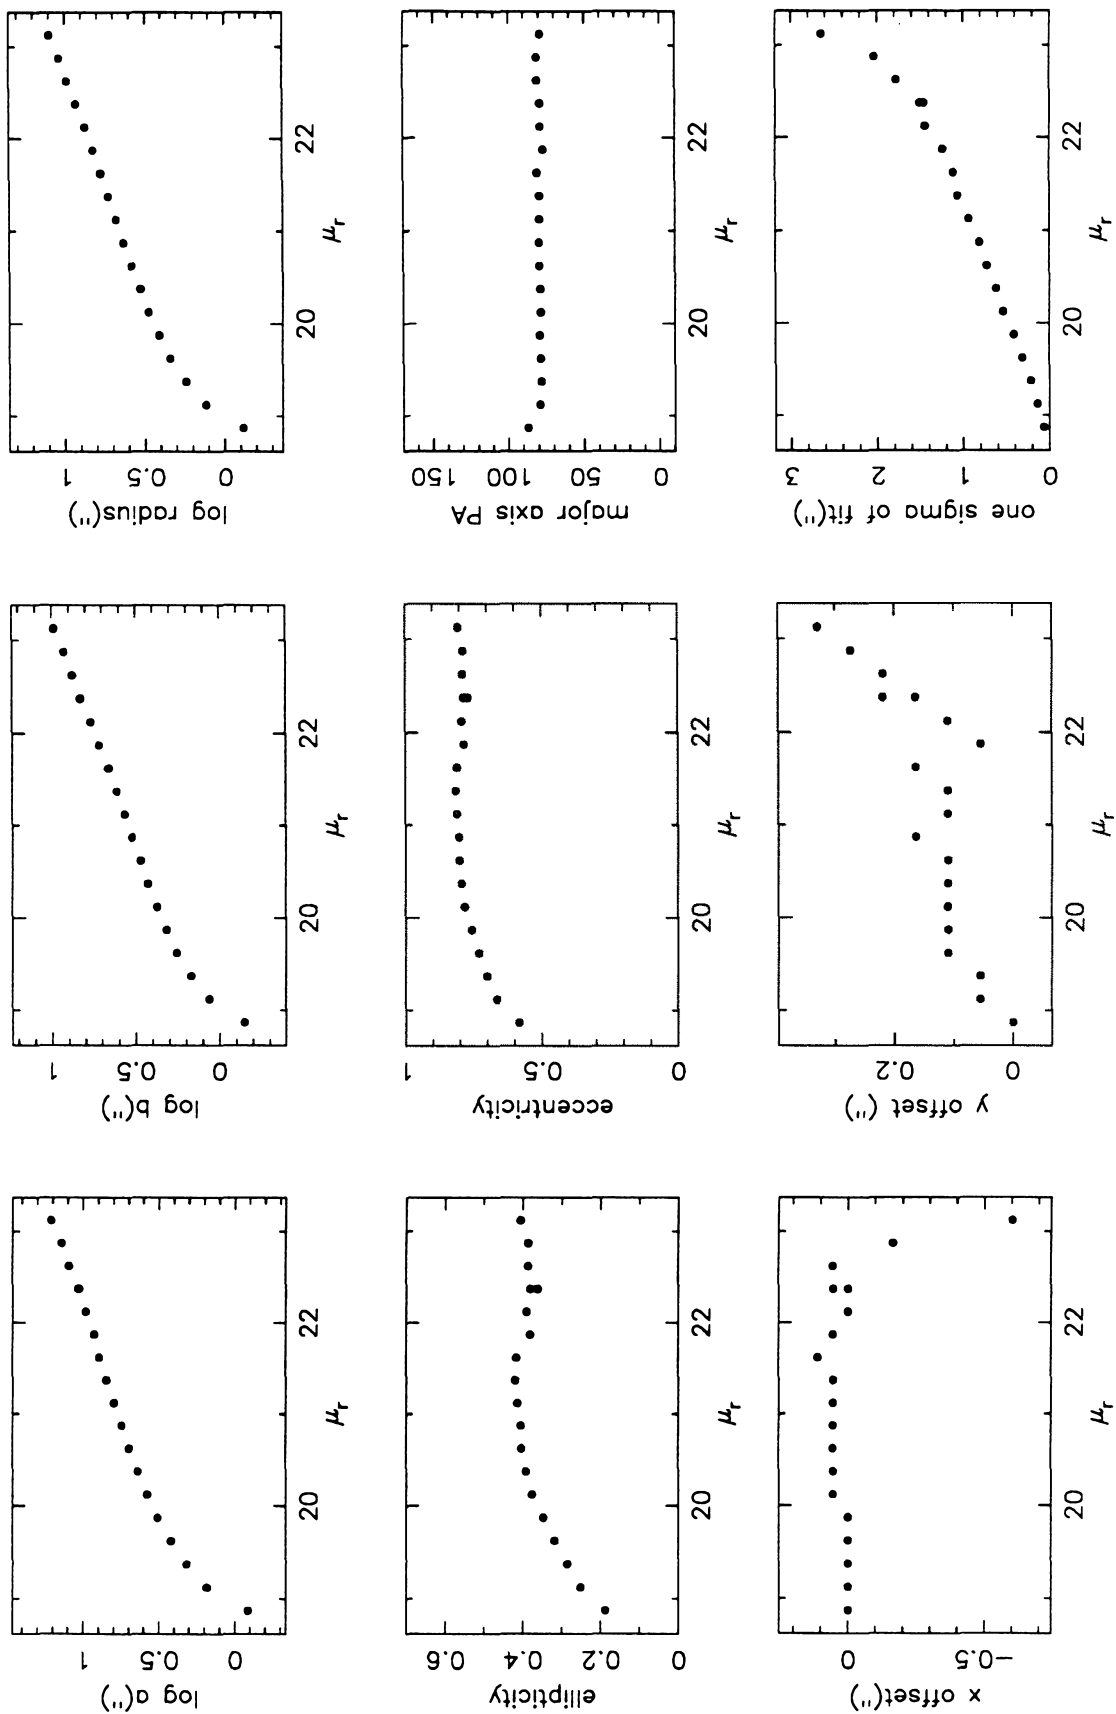 log a('')
1
0.5
0
20
22
μr
log b('')
1
0.5
0
20
22
μr
log radius('')
1
0.5
0
20
22
μr
ellipticity
0.6
0.4
0.2
0
20
22
μr
eccentricity
1
0.5
0
20
22
μr
major axis PA
150
100
50
0
20
22
μr
x offset('')
0
−0.5
20
22
μr
y offset ('')
0.2
0
20
22
μr
one sigma of fit('')
3
2
1
0
20
22
μr